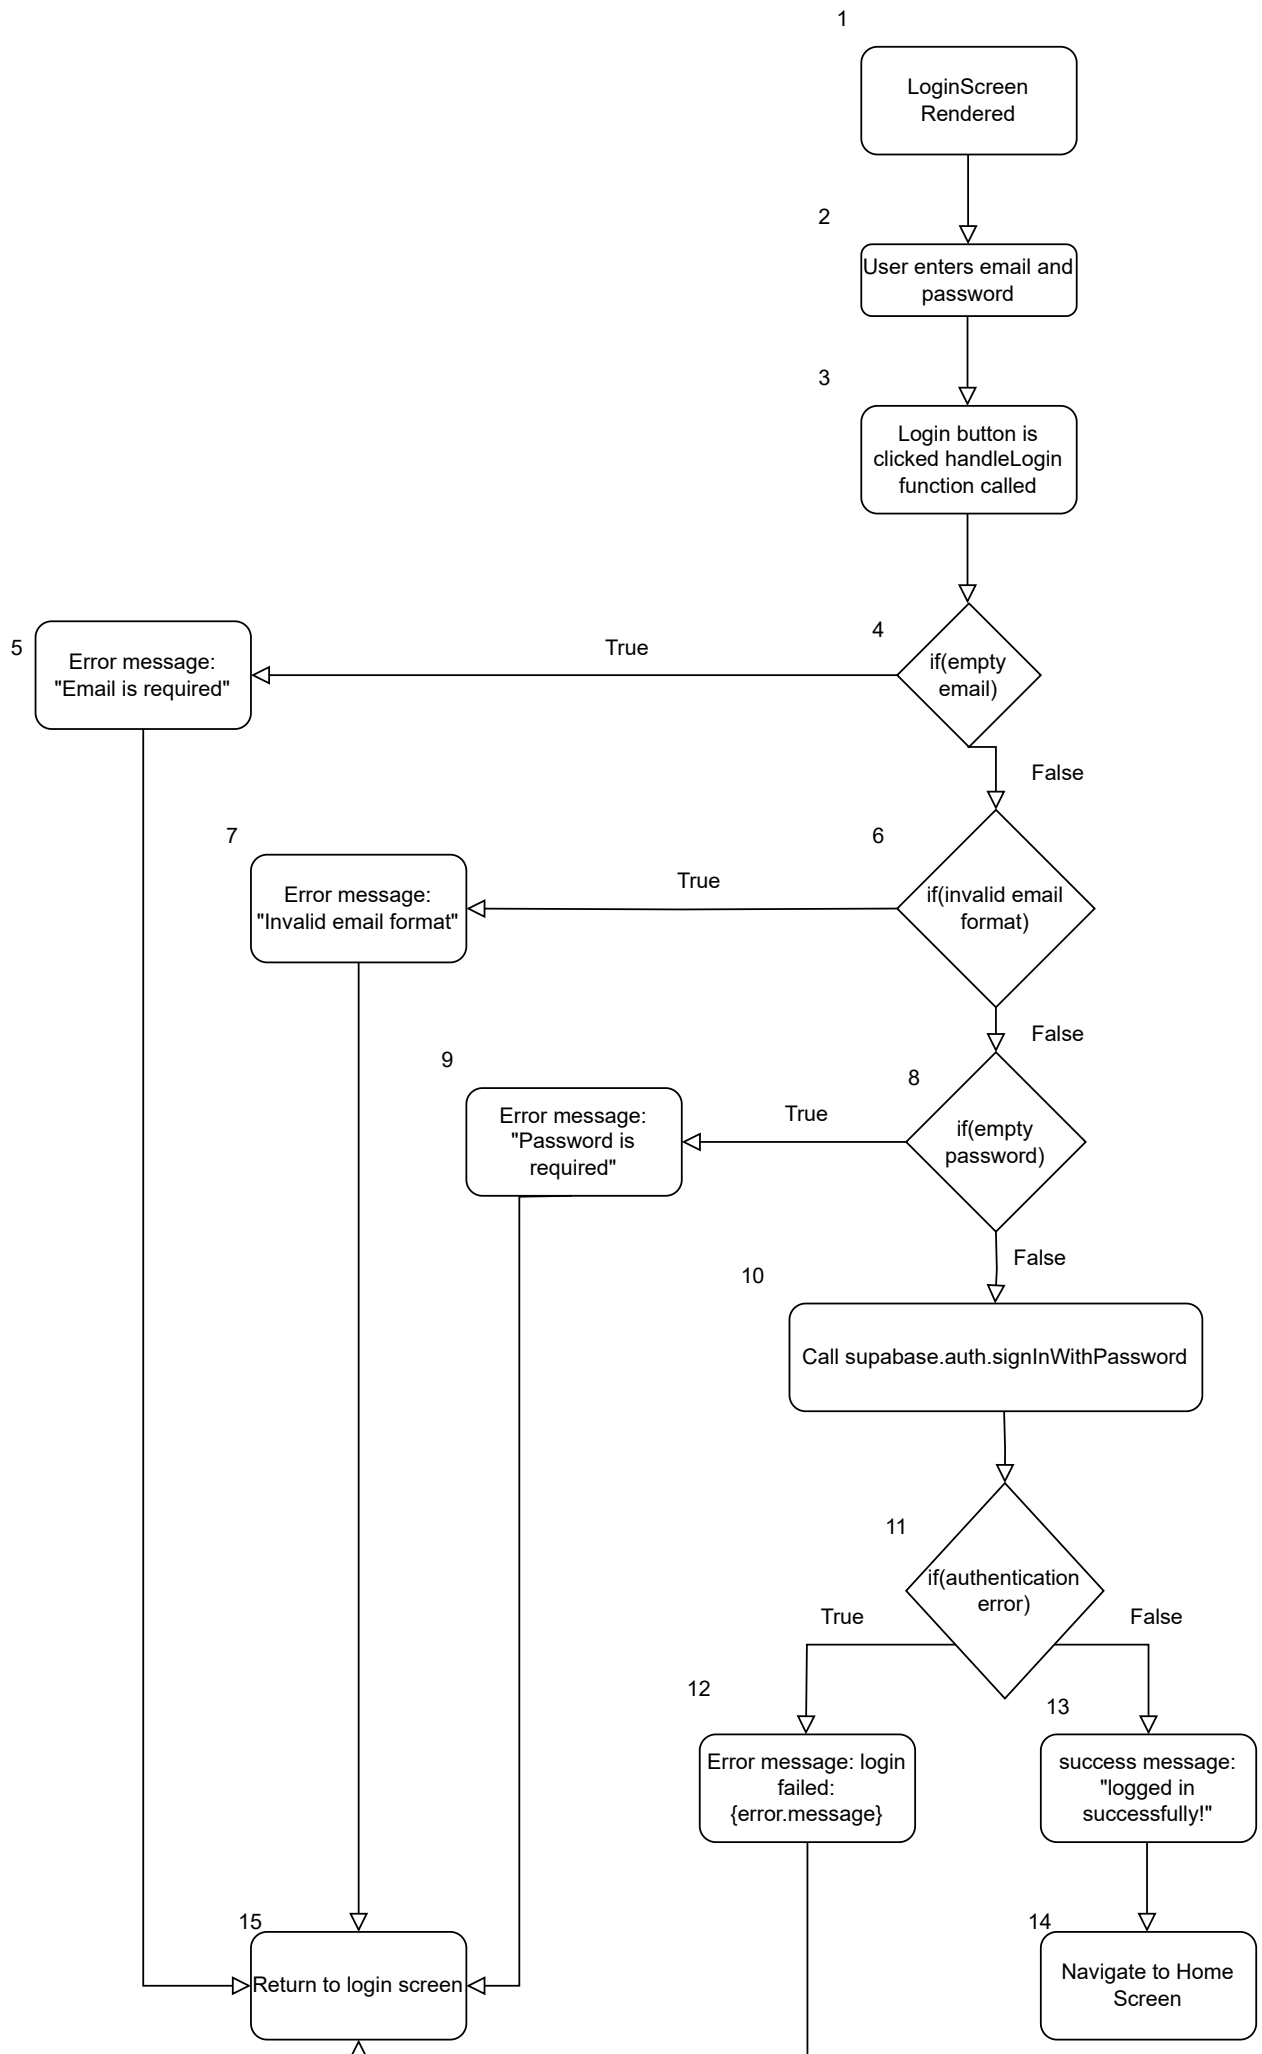 1
LoginScreen
Rendered
2
User enters email and
password
3
Login button is
clicked handleLogin
function called
4
if(empty
email)
True
5
Error message:
"Email is required"
False
6
if(invalid email
format)
True
7
Error message:
"Invalid email format"
False
8
if(empty
password)
True
9
Error message:
"Password is
required"
False
10
Call supabase.auth.signInWithPassword
11
if(authentication
error)
True
False
12
Error message: login
failed:
{error.message}
13
success message:
"logged in
successfully!"
15
Return to login screen
14
Navigate to Home
Screen